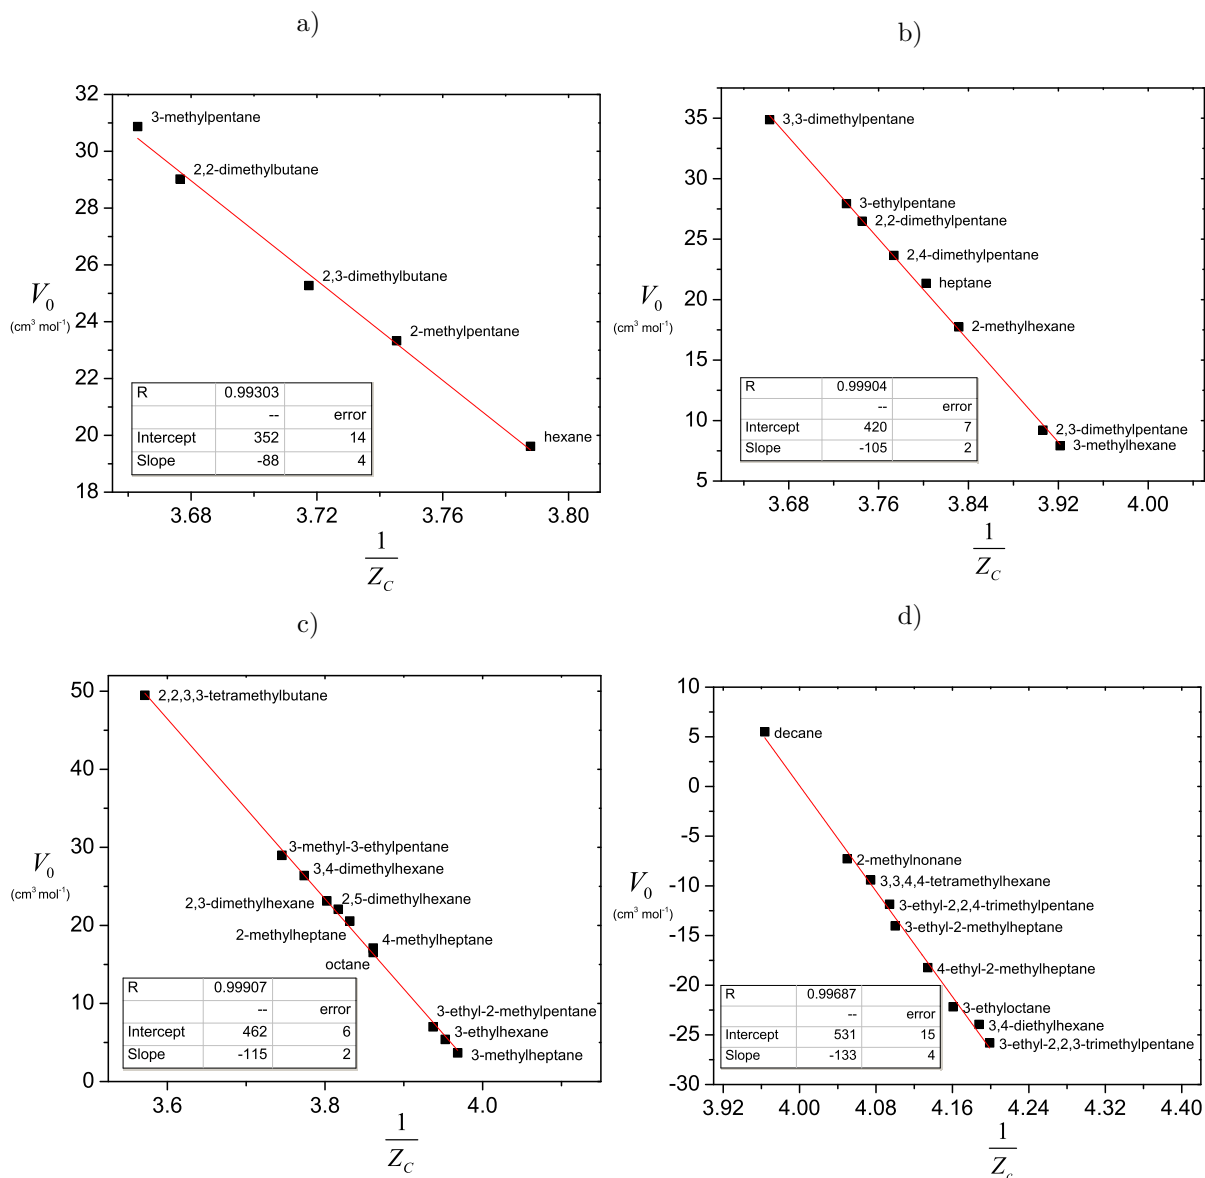 a)
32
30
28
26
24
22
20
18
V0
(cm3 mol-1)
3-methylpentane
2,2-dimethylbutane
2,3-dimethylbutane
2-methylpentane
hexane
R 0.99303
-- error
Intercept 352 14
Slope -88 4
3.68 3.72 3.76 3.80
1
ZC
b)
35
30
25
20
15
10
5
V0
(cm3 mol-1)
3,3-dimethylpentane
3-ethylpentane
2,2-dimethylpentane
2,4-dimethylpentane
heptane
2-methylhexane
2,3-dimethylpentane
3-methylhexane
R 0.99904
-- error
Intercept 420 7
Slope -105 2
3.68 3.76 3.84 3.92 4.00
1
ZC
c)
50
40
30
20
10
0
V0
(cm3 mol-1)
2,2,3,3-tetramethylbutane
3-methyl-3-ethylpentane
3,4-dimethylhexane
2,3-dimethylhexane 2,5-dimethylhexane
2-methylheptane 4-methylheptane
octane
3-ethyl-2-methylpentane
3-ethylhexane
3-methylheptane
R 0.99907
-- error
Intercept 462 6
Slope -115 2
3.6 3.8 4.0
1
ZC
d)
10
5
0
-5
-10
-15
-20
-25
-30
V0
(cm3 mol-1)
decane
2-methylnonane
3,3,4,4-tetramethylhexane
3-ethyl-2,2,4-trimethylpentane
3-ethyl-2-methylheptane
4-ethyl-2-methylheptane
3-ethyloctane
3,4-diethylhexane
3-ethyl-2,2,3-trimethylpentane
R 0.99687
-- error
Intercept 531 15
Slope -133 4
3.92 4.00 4.08 4.16 4.24 4.32 4.40
1
Zc